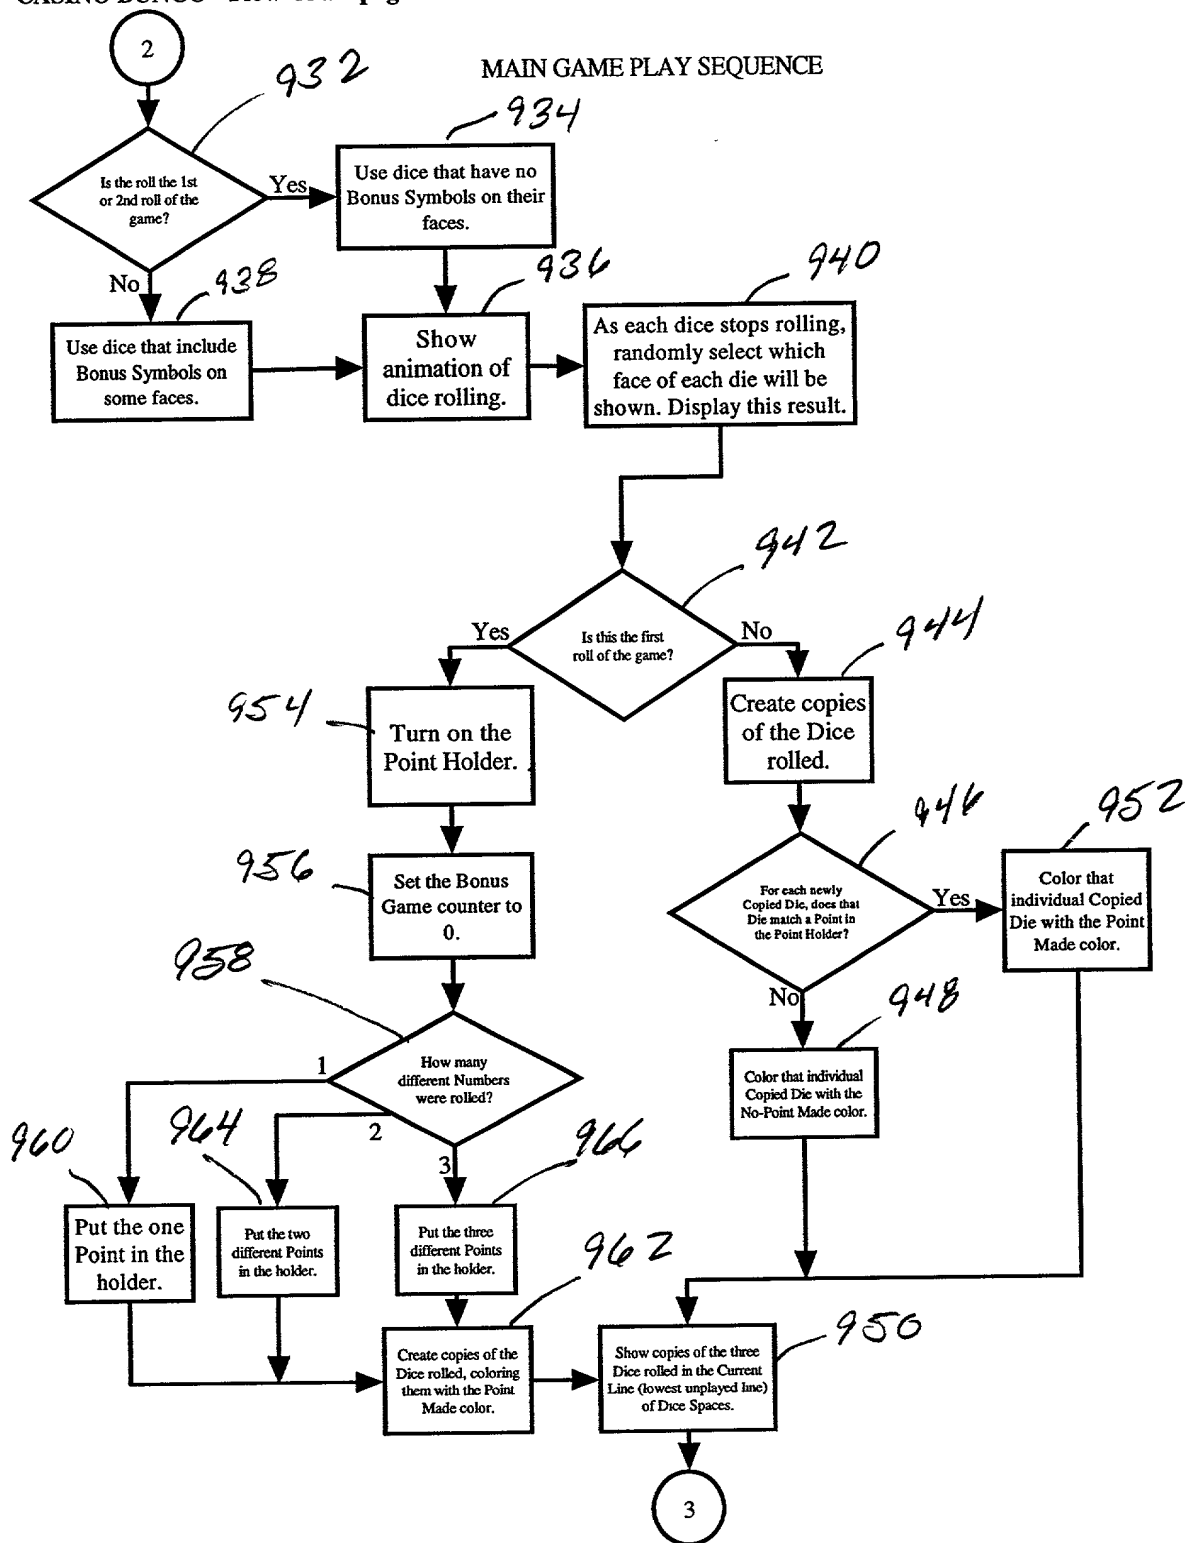 2
MAIN GAME PLAY SEQUENCE
932
934
Is the roll the 1st
or 2nd roll of the
game?
Yes
Use dice that have no
Bonus Symbols on their
faces.
No
938
936
940
Use dice that include
Bonus Symbols on
some faces.
Show
animation of
dice rolling.
As each dice stops rolling,
randomly select which
face of each die will be
shown. Display this result.
942
Is this the first
roll of the game?
Yes
No
944
954
Turn on the
Point Holder.
Create copies
of the Dice
rolled.
946
952
956
Set the Bonus
Game counter to
0.
For each newly
Copied Die, does that
Die match a Point in
the Point Holder?
Yes
Color that
individual Copied
Die with the Point
Made color.
No
948
958
How many
different Numbers
were rolled?
1
2
3
Color that individual
Copied Die with the
No-Point Made color.
960
964
966
Put the one
Point in the
holder.
Put the two
different Points
in the holder.
Put the three
different Points
in the holder.
962
950
Create copies of the
Dice rolled, coloring
them with the Point
Made color.
Show copies of the three
Dice rolled in the Current
Line (lowest unplayed line)
of Dice Spaces.
3